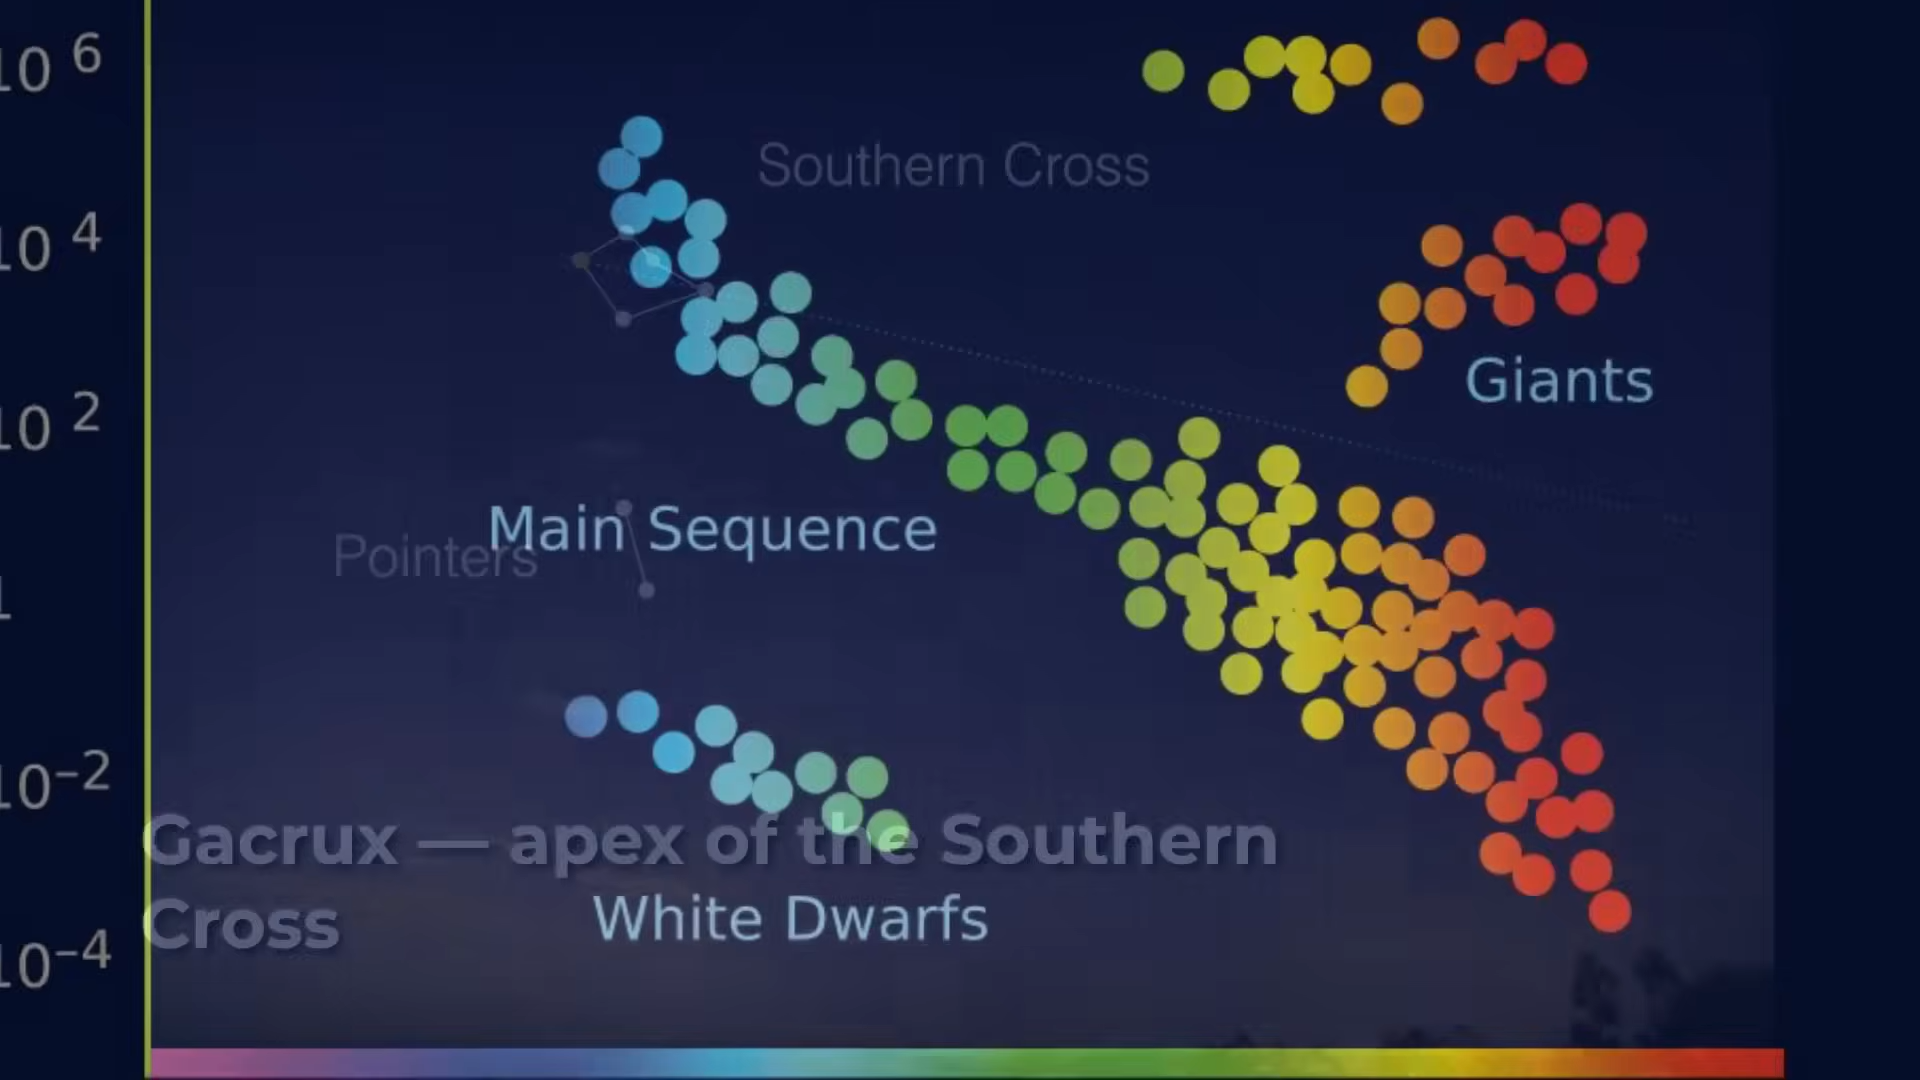 10 6
Southern Cross
10 4
Giants
10 2
Main Sequence
Pointers
1
10–2
Gacrux — apex of the Southern
Cross
White Dwarfs
10–4